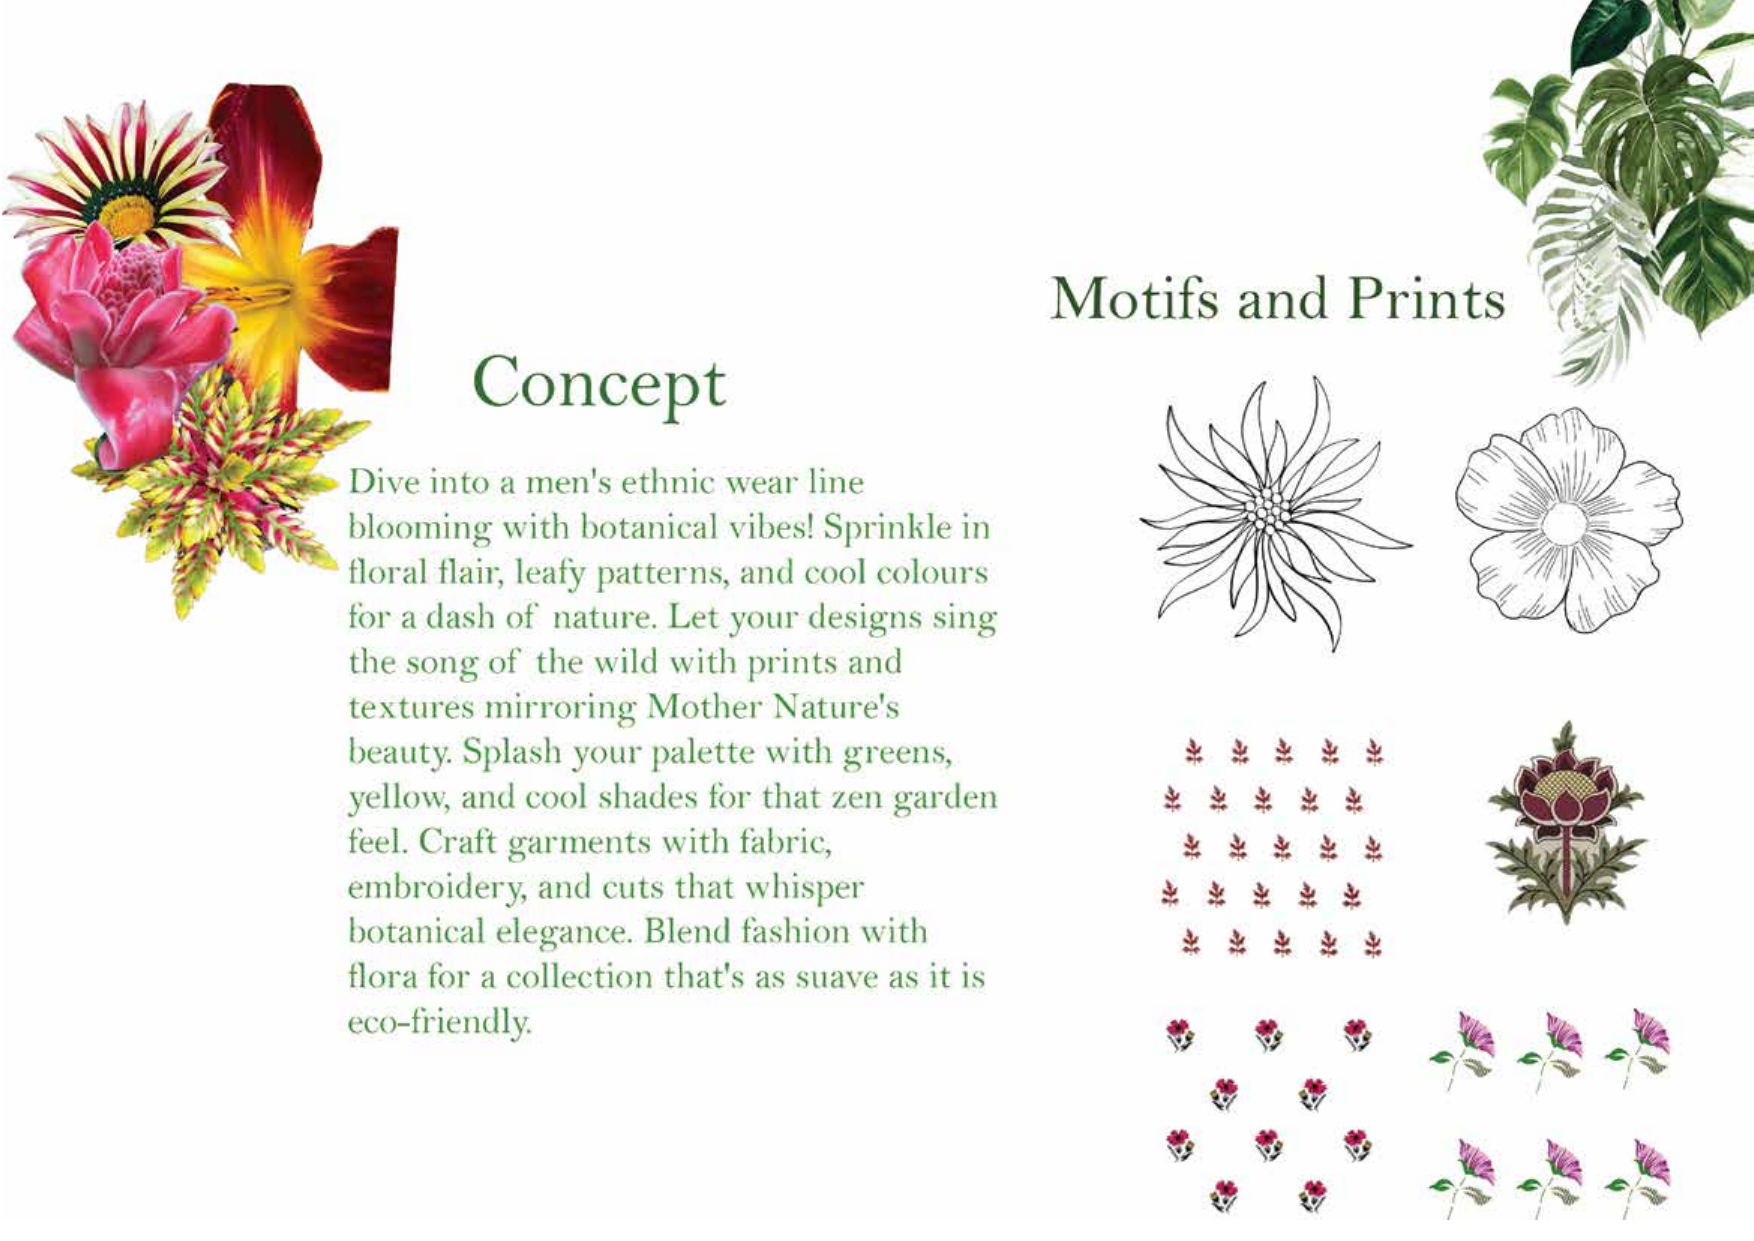 Concept
Dive into a men's ethnic wear line
blooming with botanical vibes! Sprinkle in
floral flair, leafy patterns, and cool colours
for a dash of nature. Let your designs sing
the song of the wild with prints and
textures mirroring Mother Nature's
beauty. Splash your palette with greens,
yellow, and cool shades for that zen garden
feel. Craft garments with fabric,
embroidery, and cuts that whisper
botanical elegance. Blend fashion with
flora for a collection that's as suave as it is
eco-friendly.
Motifs and Prints